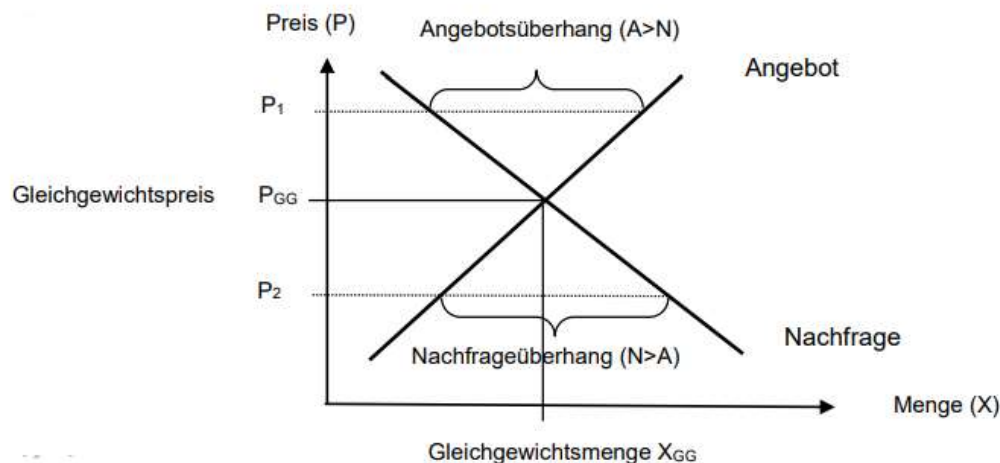 Preis (P)
Angebotsüberhang (A>N)
Angebot
P1
Gleichgewichtspreis
PGG
P2
Nachfrage
Nachfrageüberhang (N>A)
Menge (X)
Gleichgewichtsmenge XGG